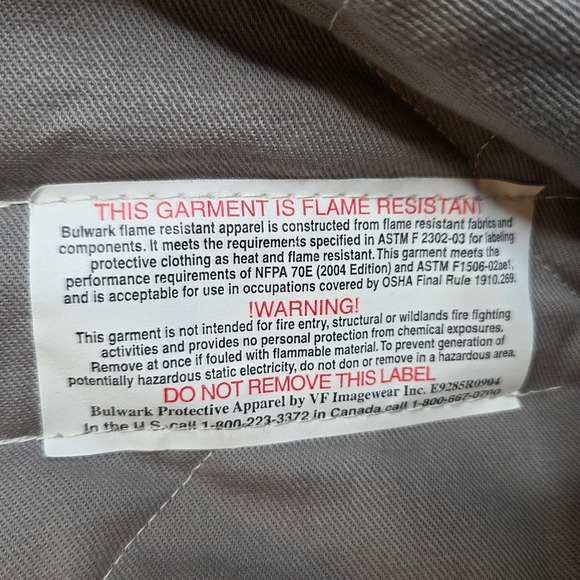 THIS GARMENT IS FLAME RESISTANT
Bulwark flame resistant apparel is constructed from flame resistant fabrics and
components. It meets the requirements specified in ASTM F 2302-03 for labeling
protective clothing as heat and flame resistant. This garment meets the
performance requirements of NFPA 70E (2004 Edition) and ASTM F1506-02ae1,
and is acceptable for use in occupations covered by OSHA Final Rule 1910.269.
!WARNING!
This garment is not intended for fire entry, structural or wildlands fire fighting
activities and provides no personal protection from chemical exposures.
Remove at once if fouled with flammable material. To prevent generation of
potentially hazardous static electricity, do not don or remove in a hazardous area.
DO NOT REMOVE THIS LABEL
Bulwark Protective Apparel by VF Imagewear Inc. E9285R0904
In the U.S. call 1-800-223-3372 in Canada call 1-800-667-0700